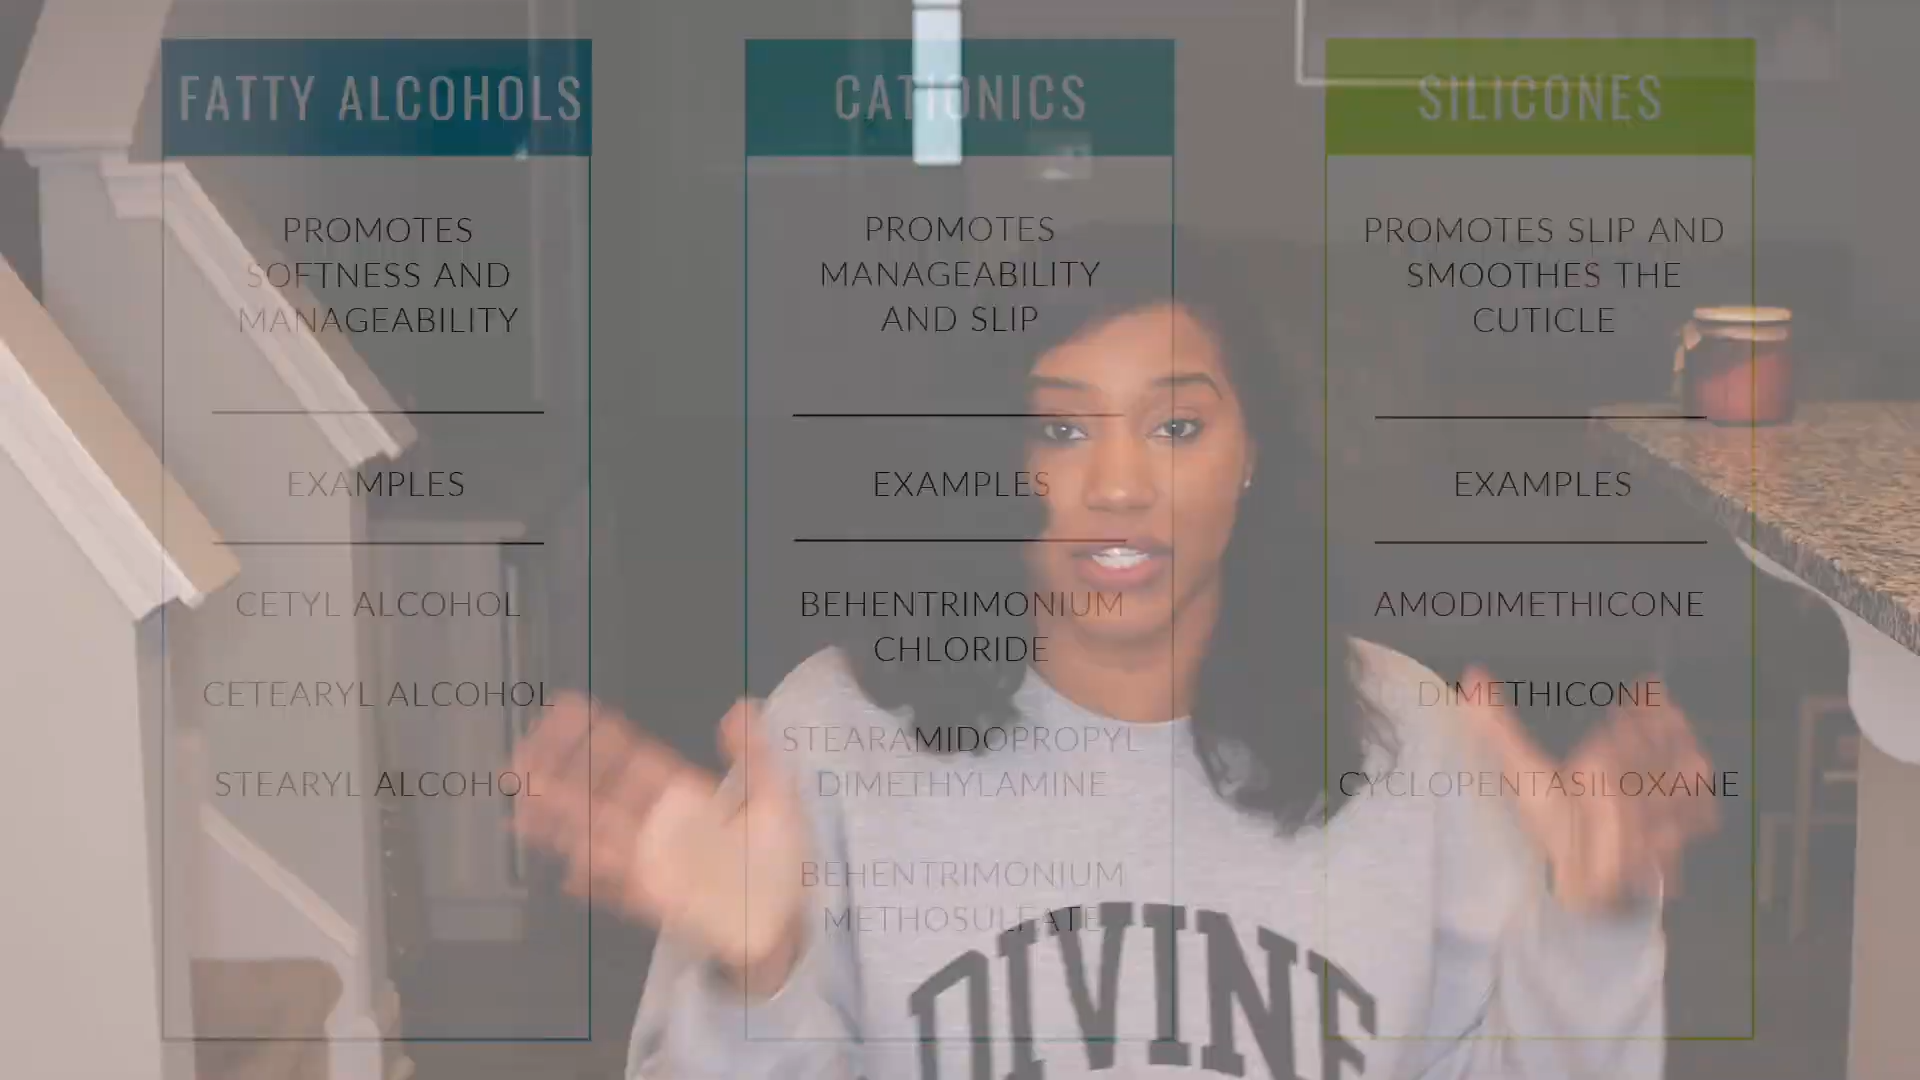 FATTY ALCOHOLS
PROMOTES
SOFTNESS AND
MANAGEABILITY
EXAMPLES
CETYL ALCOHOL
CETEARYL ALCOHOL
STEARYL ALCOHOL
CATIONICS
PROMOTES
MANAGEABILITY
AND SLIP
EXAMPLES
BEHENTRIMONIUM
CHLORIDE
STEARAMIDOPROPYL
DIMETHYLAMINE
BEHENTRIMONIUM
METHOSULFATE
SILICONES
PROMOTES SLIP AND
SMOOTHES THE
CUTICLE
EXAMPLES
AMODIMETHICONE
DIMETHICONE
CYCLOPENTASILOXANE
DIVINE